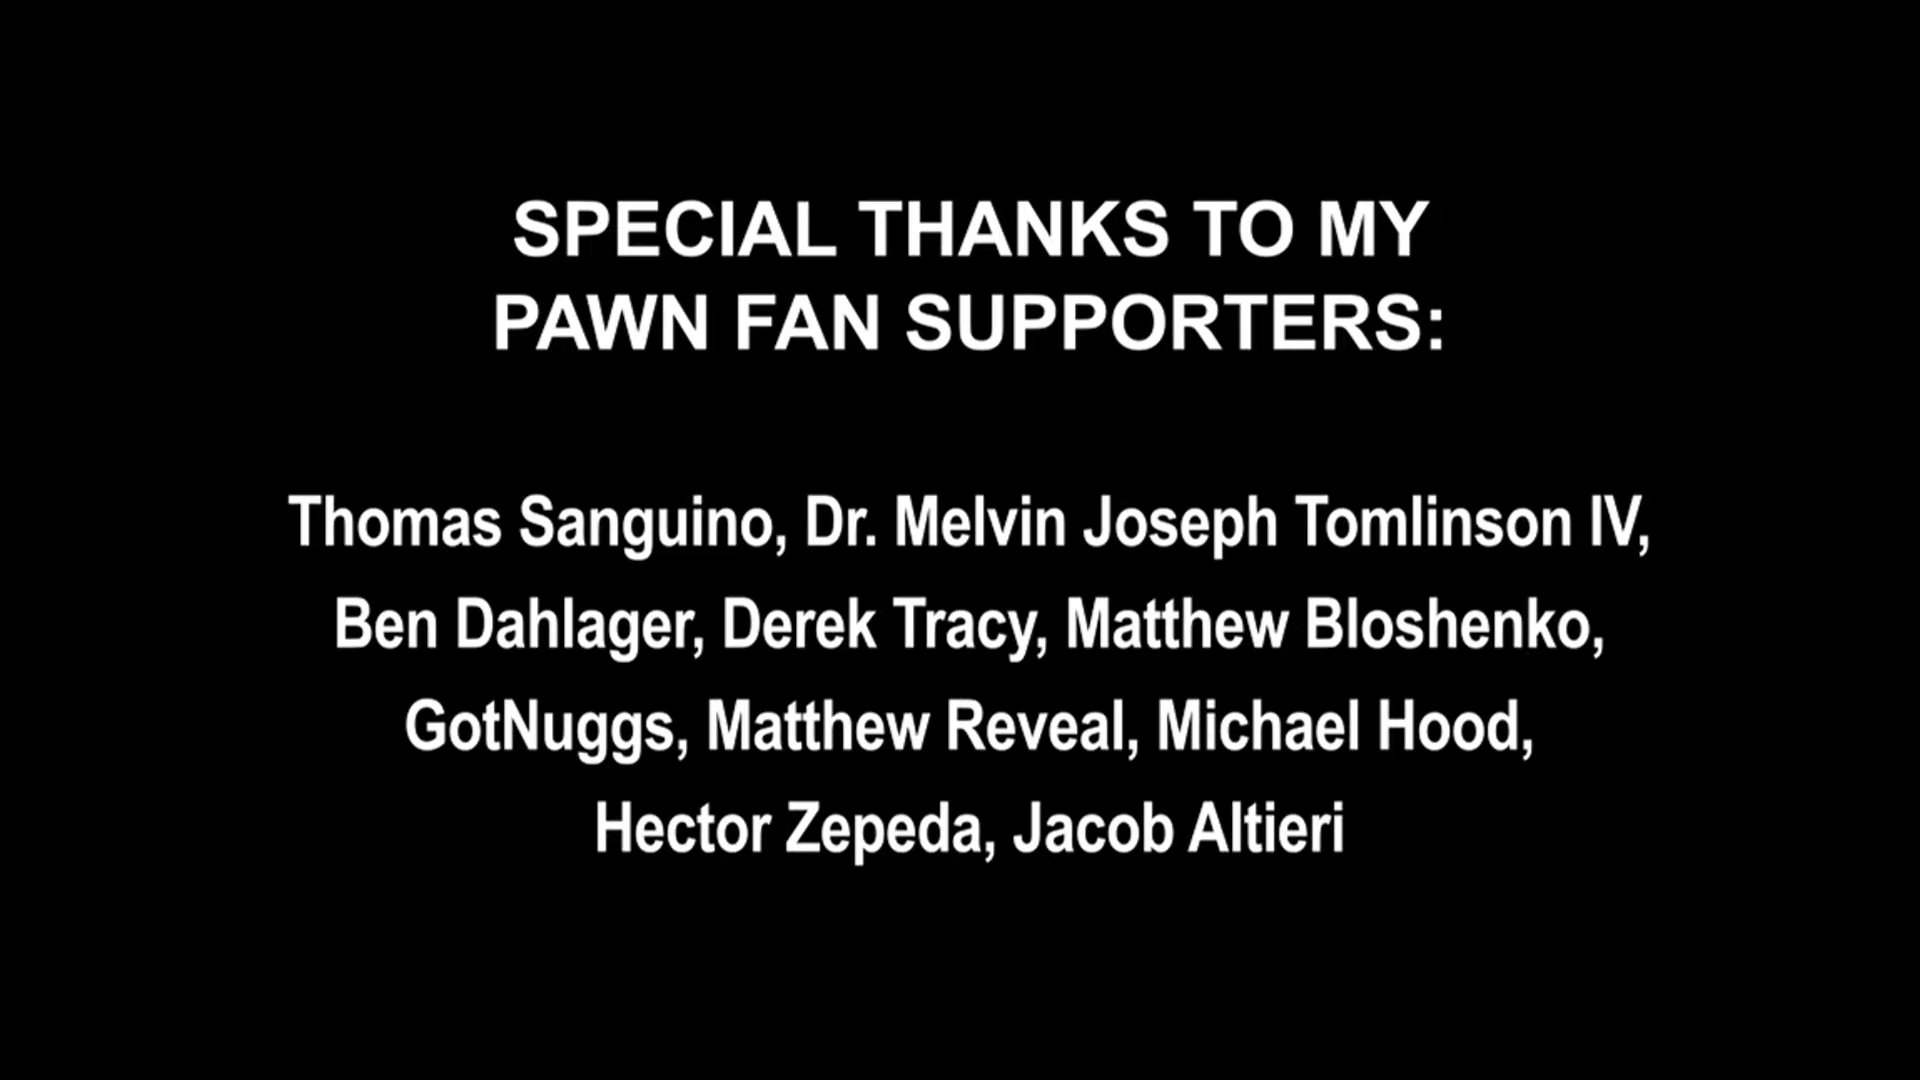 SPECIAL THANKS TO MY
PAWN FAN SUPPORTERS:
Thomas Sanguino, Dr. Melvin Joseph Tomlinson IV,
Ben Dahlager, Derek Tracy, Matthew Bloshenko,
GotNuggs, Matthew Reveal, Michael Hood,
Hector Zepeda, Jacob Altieri